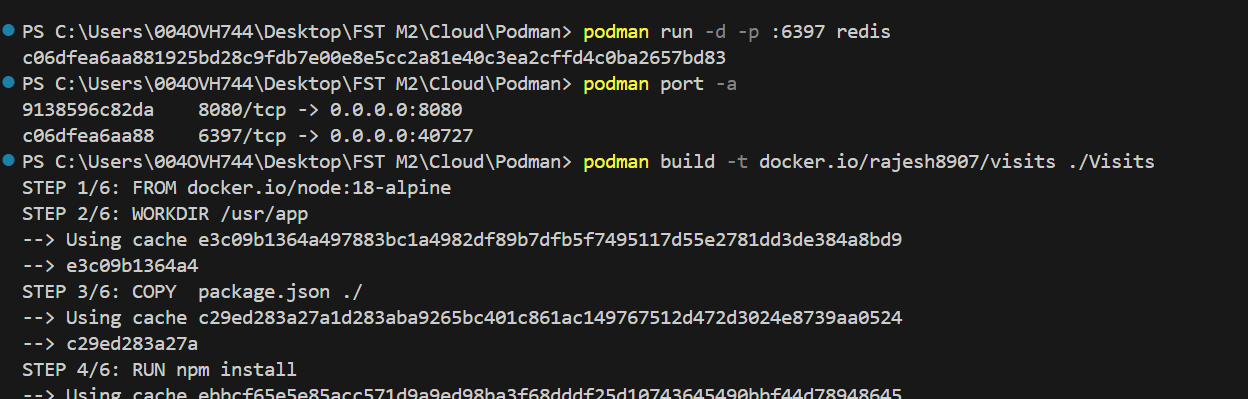 PS C:\Users\004OVH744\Desktop\FST M2\Cloud\Podman> podman run -d -p :6397 redis
c06dfea6aa881925bd28c9fdb7e00e8e5cc2a81e40c3ea2cffd4c0ba2657bd83
PS C:\Users\004OVH744\Desktop\FST M2\Cloud\Podman> podman port -a
9138596c82da    8080/tcp -> 0.0.0.0:8080
c06dfea6aa88    6397/tcp -> 0.0.0.0:40727
PS C:\Users\004OVH744\Desktop\FST M2\Cloud\Podman> podman build -t docker.io/rajesh8907/visits ./Visits
STEP 1/6: FROM docker.io/node:18-alpine
STEP 2/6: WORKDIR /usr/app
--> Using cache e3c09b1364a497883bc1a4982df89b7dfb5f7495117d55e2781dd3de384a8bd9
--> e3c09b1364a4
STEP 3/6: COPY  package.json ./
--> Using cache c29ed283a27a1d283aba9265bc401c861ac149767512d472d3024e8739aa0524
--> c29ed283a27a
STEP 4/6: RUN npm install
--> Using cache ebbcf65e5e85acc571d9a9ed98ba3f68dddf25d10743645490bbf44d78948645